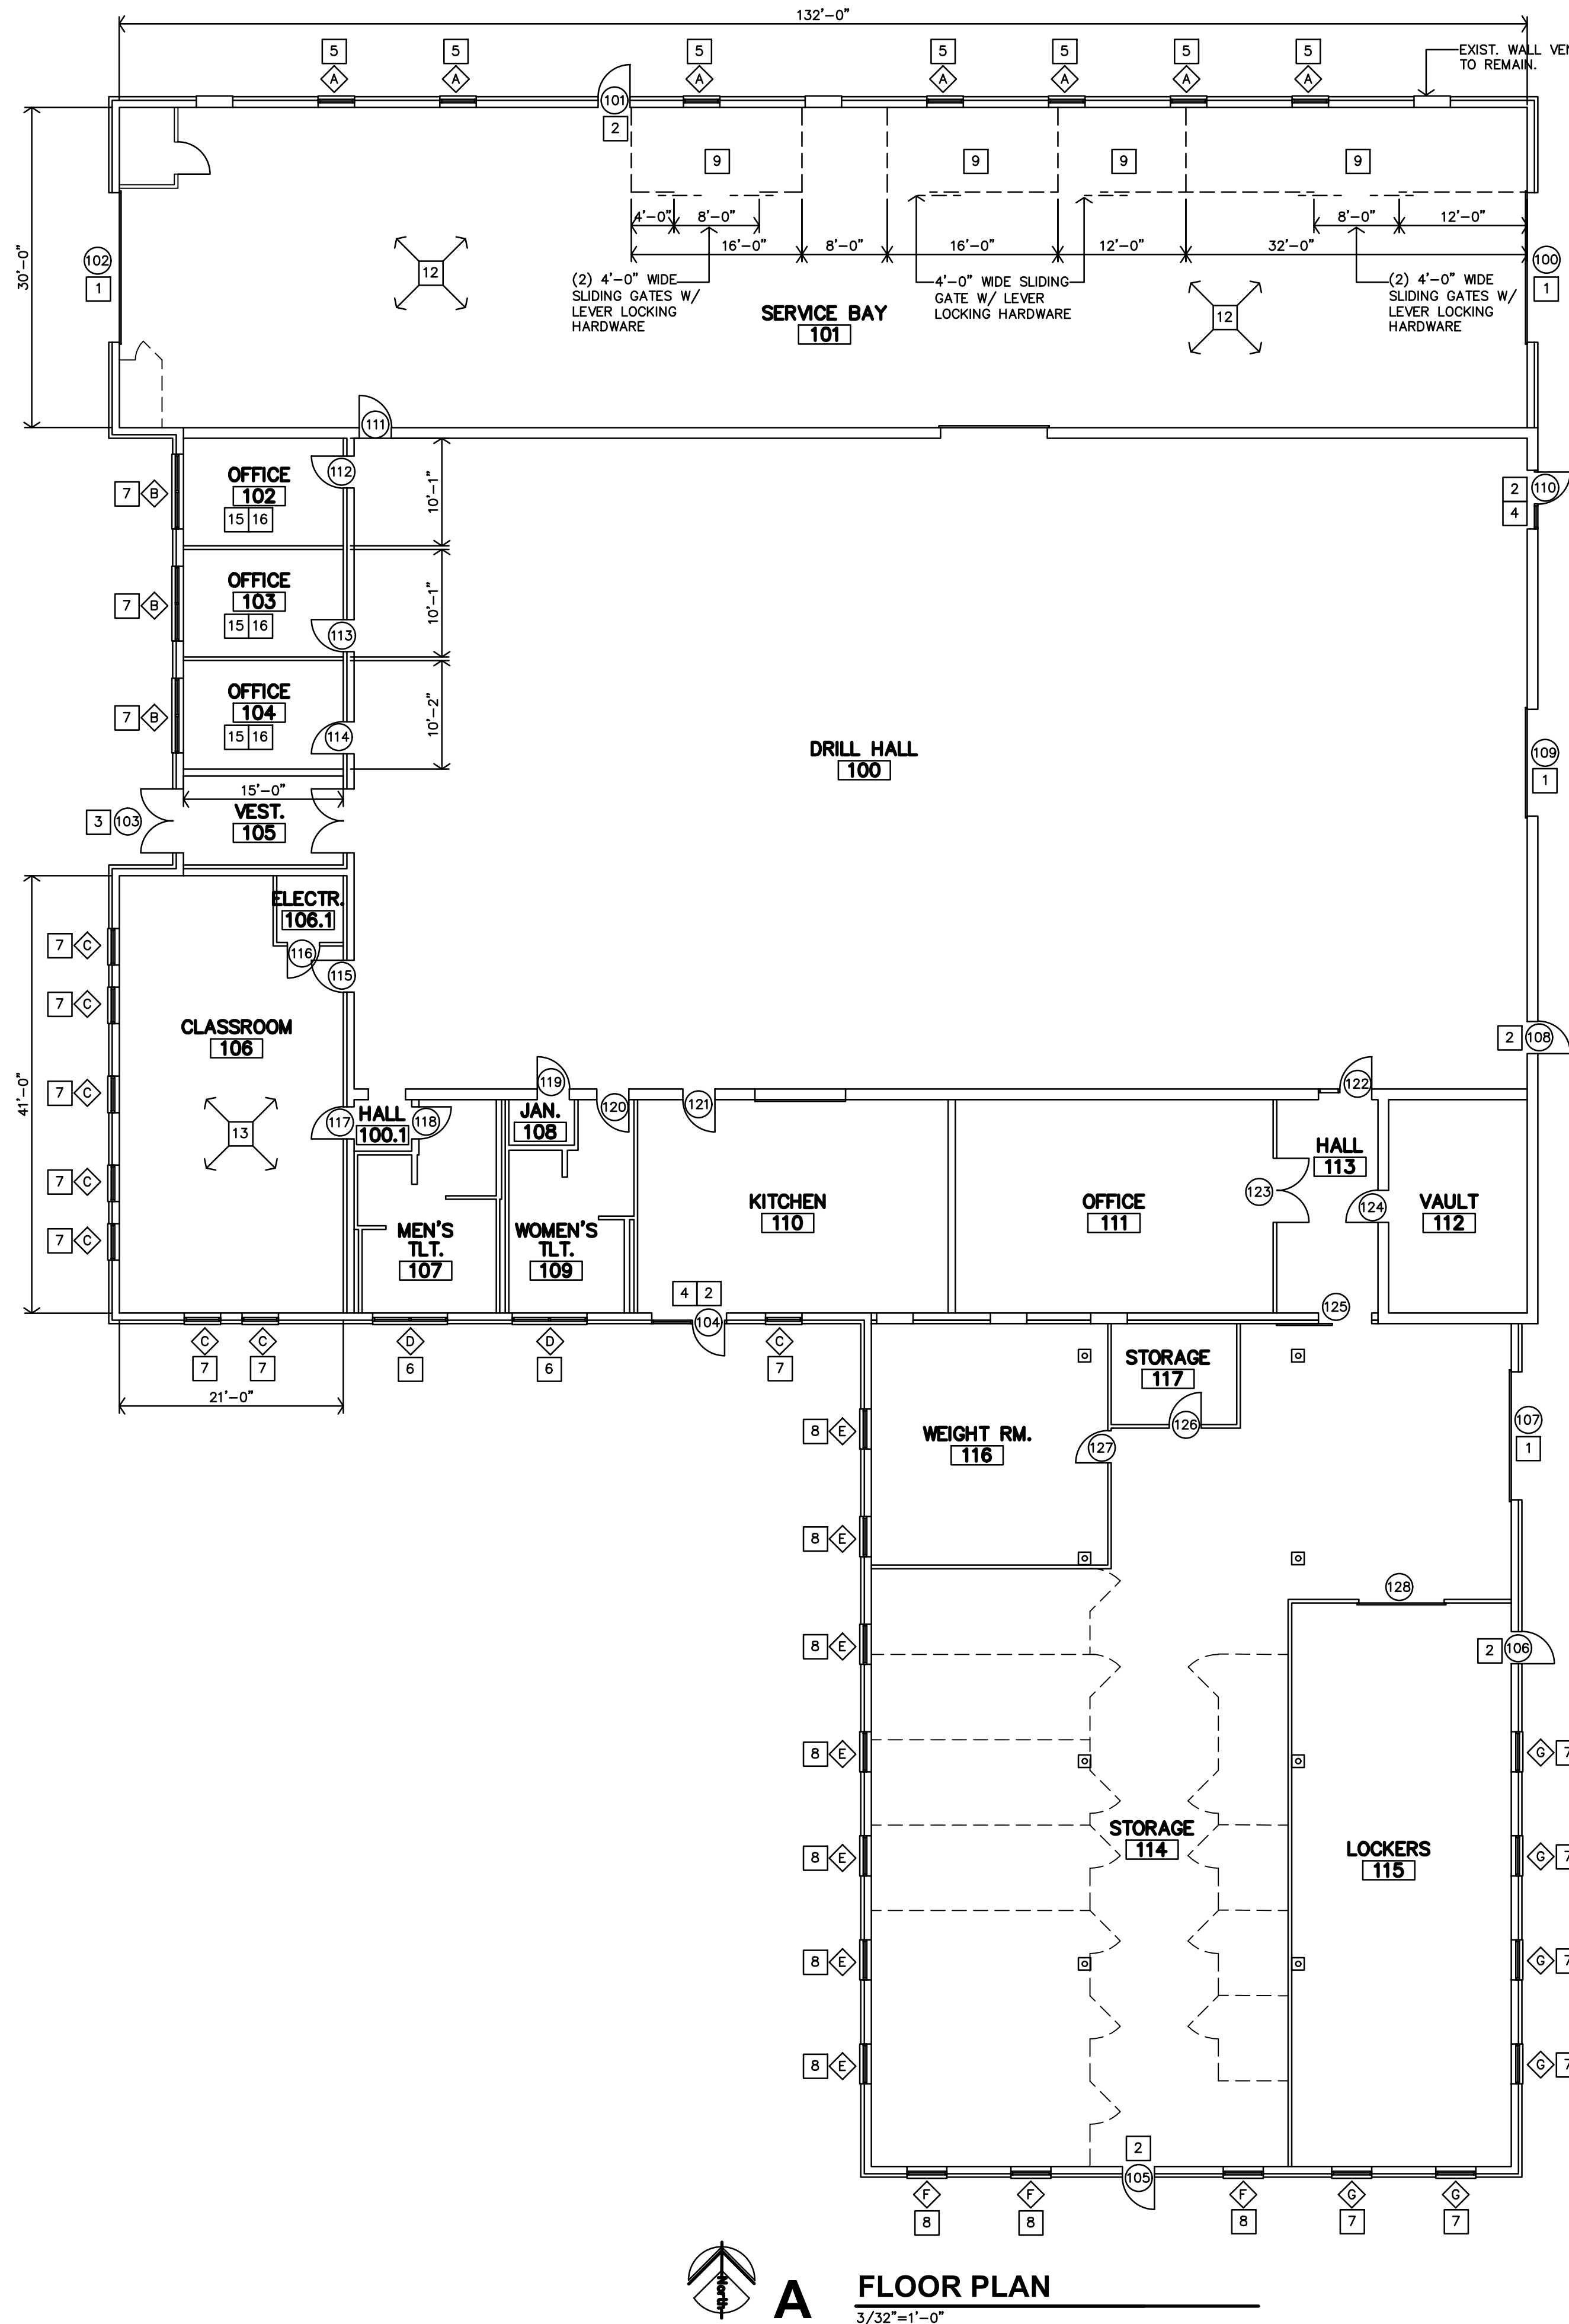 132'-0"
5 5 5 5 5 5 5
A A A A A A A
EXIST. WALL
TO REMAIN.
101
2
9 9 9 9
4'-0" 8'-0" 8'-0" 12'-0"
16'-0" 8'-0" 16'-0" 12'-0" 32'-0"
30'-0"
102
1
12
(2) 4'-0" WIDE
SLIDING GATES W/
LEVER LOCKING
HARDWARE
4'-0" WIDE SLIDING
GATE W/ LEVER
LOCKING HARDWARE
(2) 4'-0" WIDE
SLIDING GATES W/
LEVER LOCKING
HARDWARE
100
1
SERVICE BAY
101
12
111
OFFICE
102
15 16
112
7 B
10'-1"
2 110
4
OFFICE
103
15 16
113
7 B
10'-1"
OFFICE
104
15 16
114
7 B
10'-2"
DRILL HALL
100
109
1
15'-0"
VEST.
105
3 103
ELECTR.
106.1
116
115
7 C
7 C
CLASSROOM
106
2 108
41'-0"
7 C
13
117
HALL
100.1
118
119
JAN.
108
120
121
122
HALL
113
7 C
7 C
MEN'S
TLT.
107
WOMEN'S
TLT.
109
KITCHEN
110
OFFICE
111
123
124
VAULT
112
4 2
104
125
C C D D C
7 7 6 6 7
21'-0"
STORAGE
117
126
107
1
8 E
WEIGHT RM.
116
127
8 E
128
8 E
2 106
8 E
G 7
STORAGE
114
8 E
LOCKERS
115
G 7
8 E
G 7
8 E
G 7
2
105
F F F G G
8 8 8 7 7
North
A
FLOOR PLAN
3/32"=1'-0"